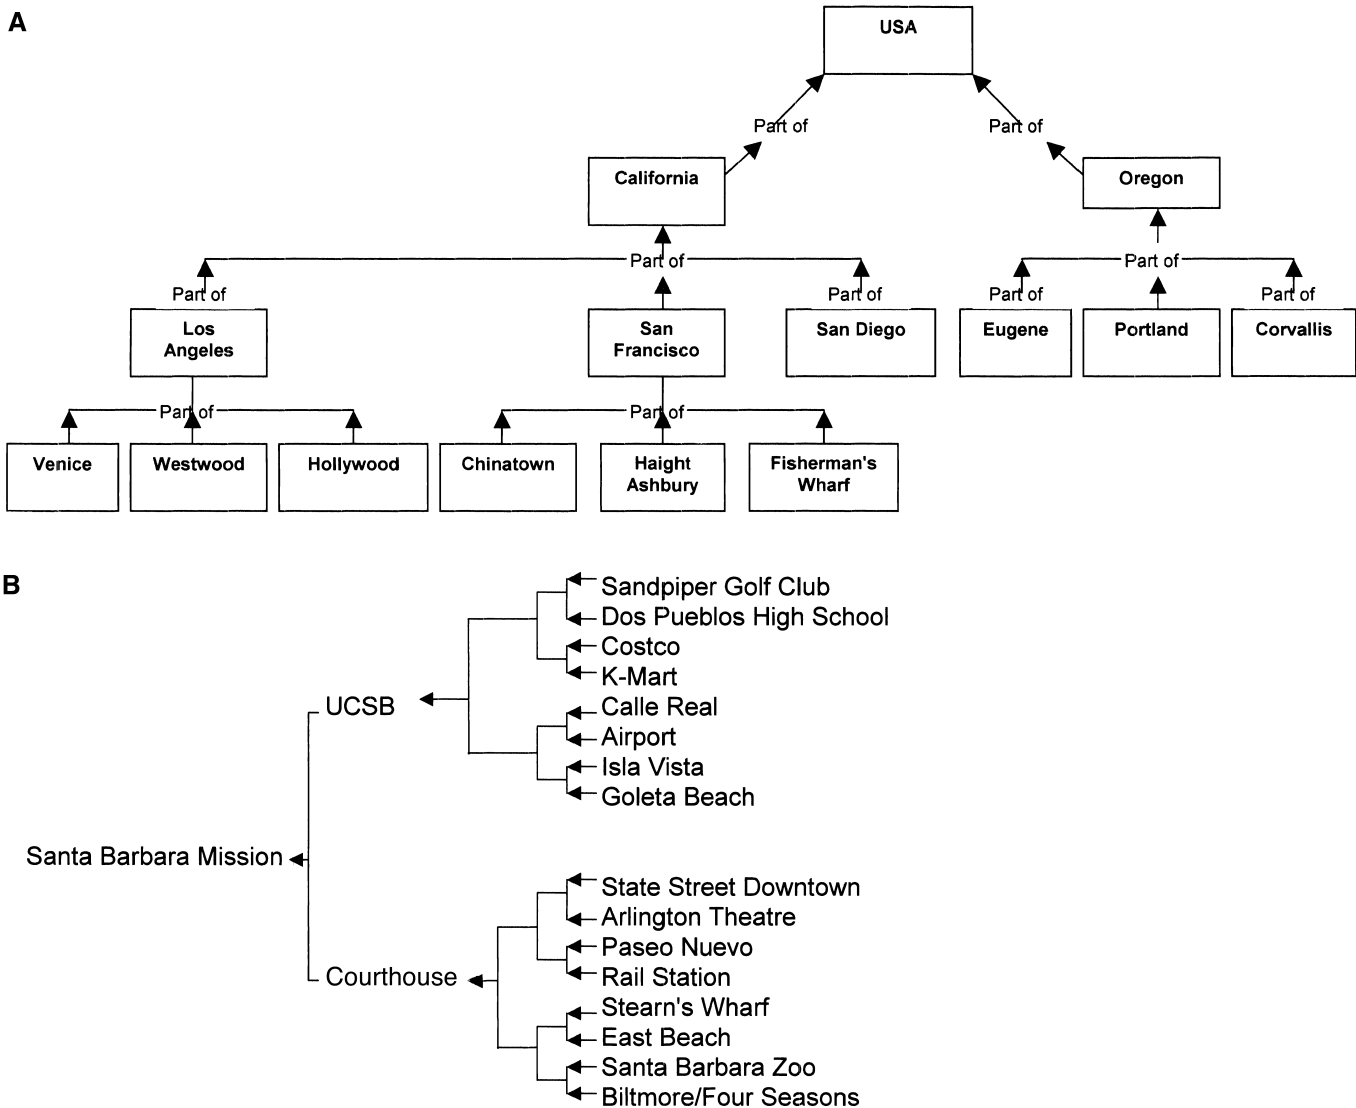 A
USA
Part of
Part of
California
Oregon
Part of
Part of
Part of
Part of
Part of
Part of
Los
Angeles
San
Francisco
San Diego
Eugene
Portland
Corvallis
Part of
Part of
Venice
Westwood
Hollywood
Chinatown
Haight
Ashbury
Fisherman's
Wharf
B
Sandpiper Golf Club
Dos Pueblos High School
Costco
K-Mart
UCSB
Calle Real
Airport
Isla Vista
Goleta Beach
Santa Barbara Mission
State Street Downtown
Arlington Theatre
Paseo Nuevo
Courthouse
Rail Station
Stearn's Wharf
East Beach
Santa Barbara Zoo
Biltmore/Four Seasons